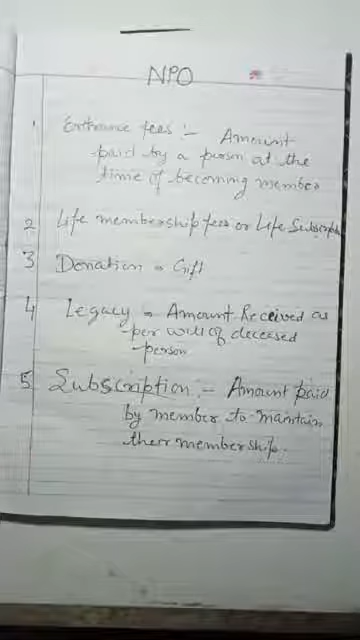 NPO
1 Entrance fees :- Amount
paid by a person at the
time of becoming member
2 Life membership fees or Life Subscrip
3 Donation = Gift
4 Legacy = Amount Received as
per will of deceased
person
5 Subscription :- Amount paid
by member to maintain
their membership.